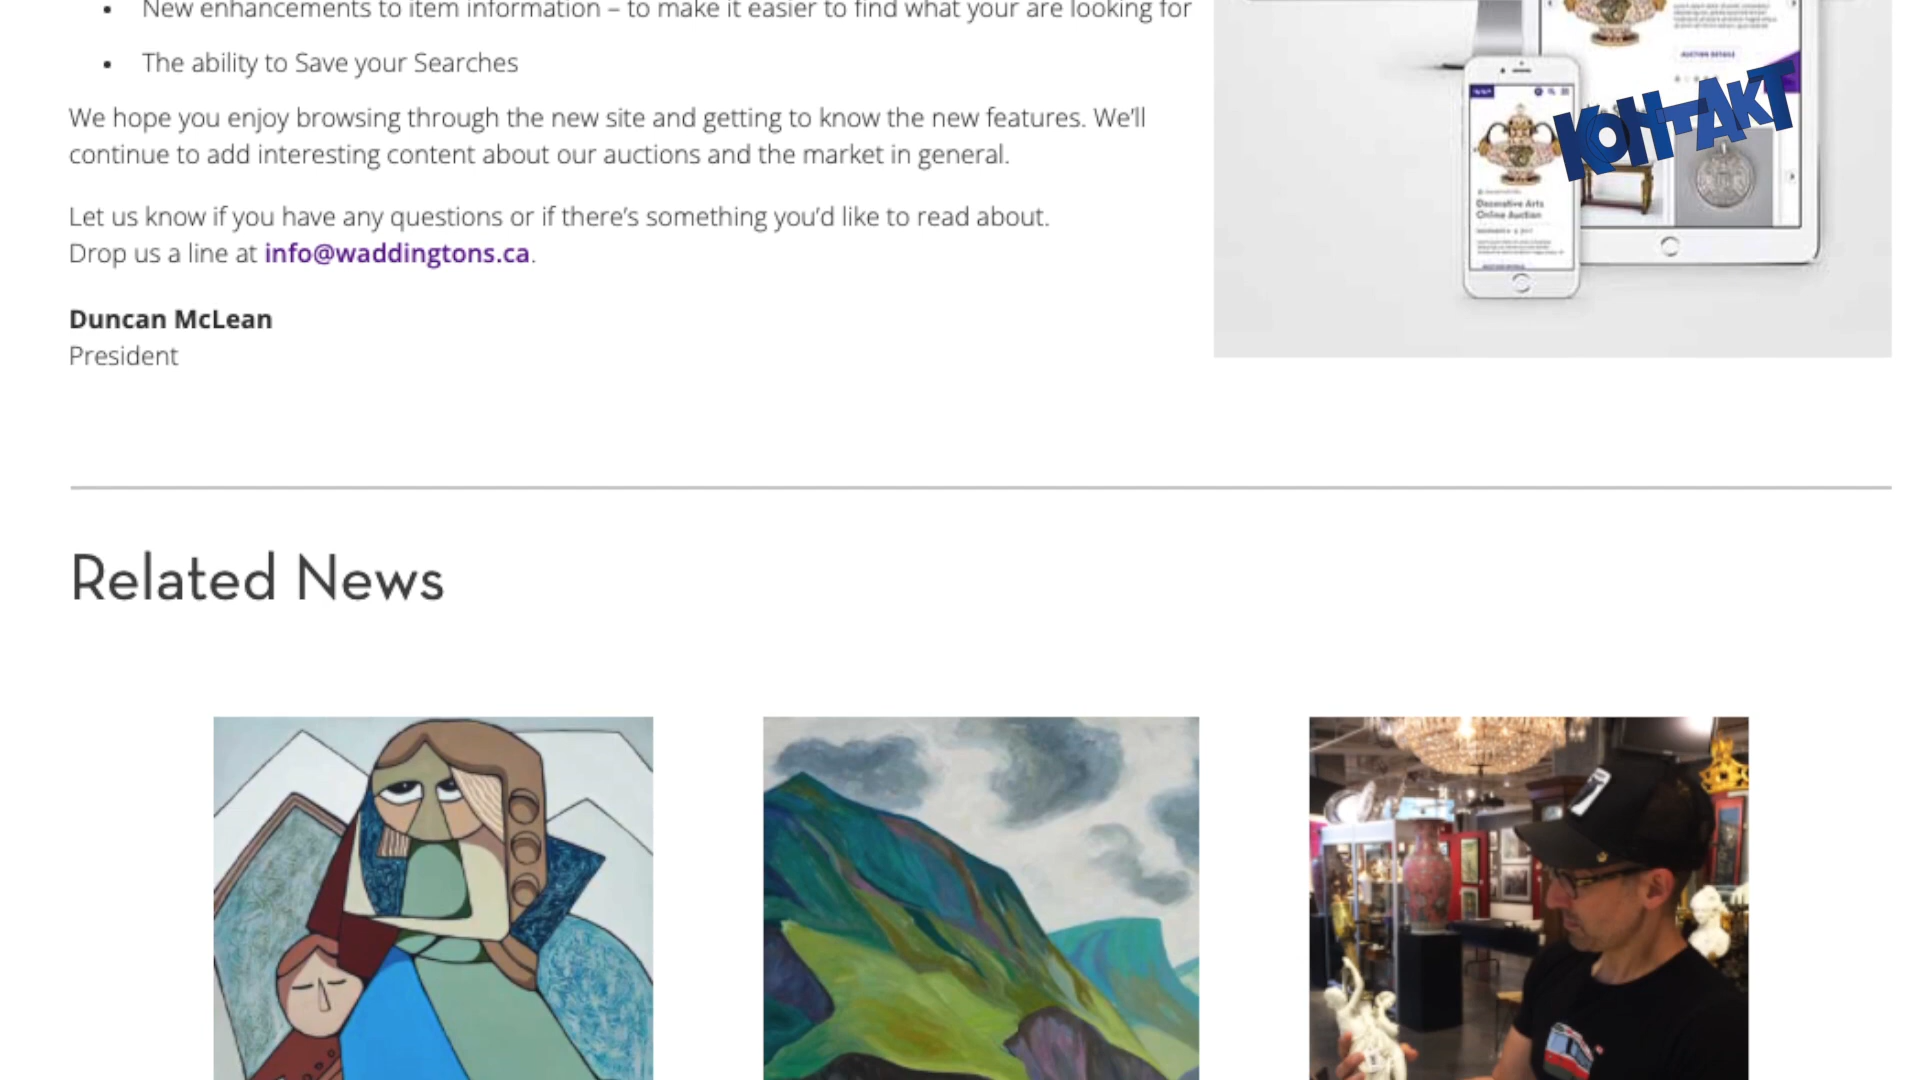 New enhancements to item information – to make it easier to find what your are looking for
The ability to Save your Searches
We hope you enjoy browsing through the new site and getting to know the new features. We'll
continue to add interesting content about our auctions and the market in general.
Let us know if you have any questions or if there's something you'd like to read about.
Drop us a line at info@waddingtons.ca.
Duncan McLean
President
AUCTION DETAILS
KOHTAKT
Decorative Arts
Online Auction
Related News